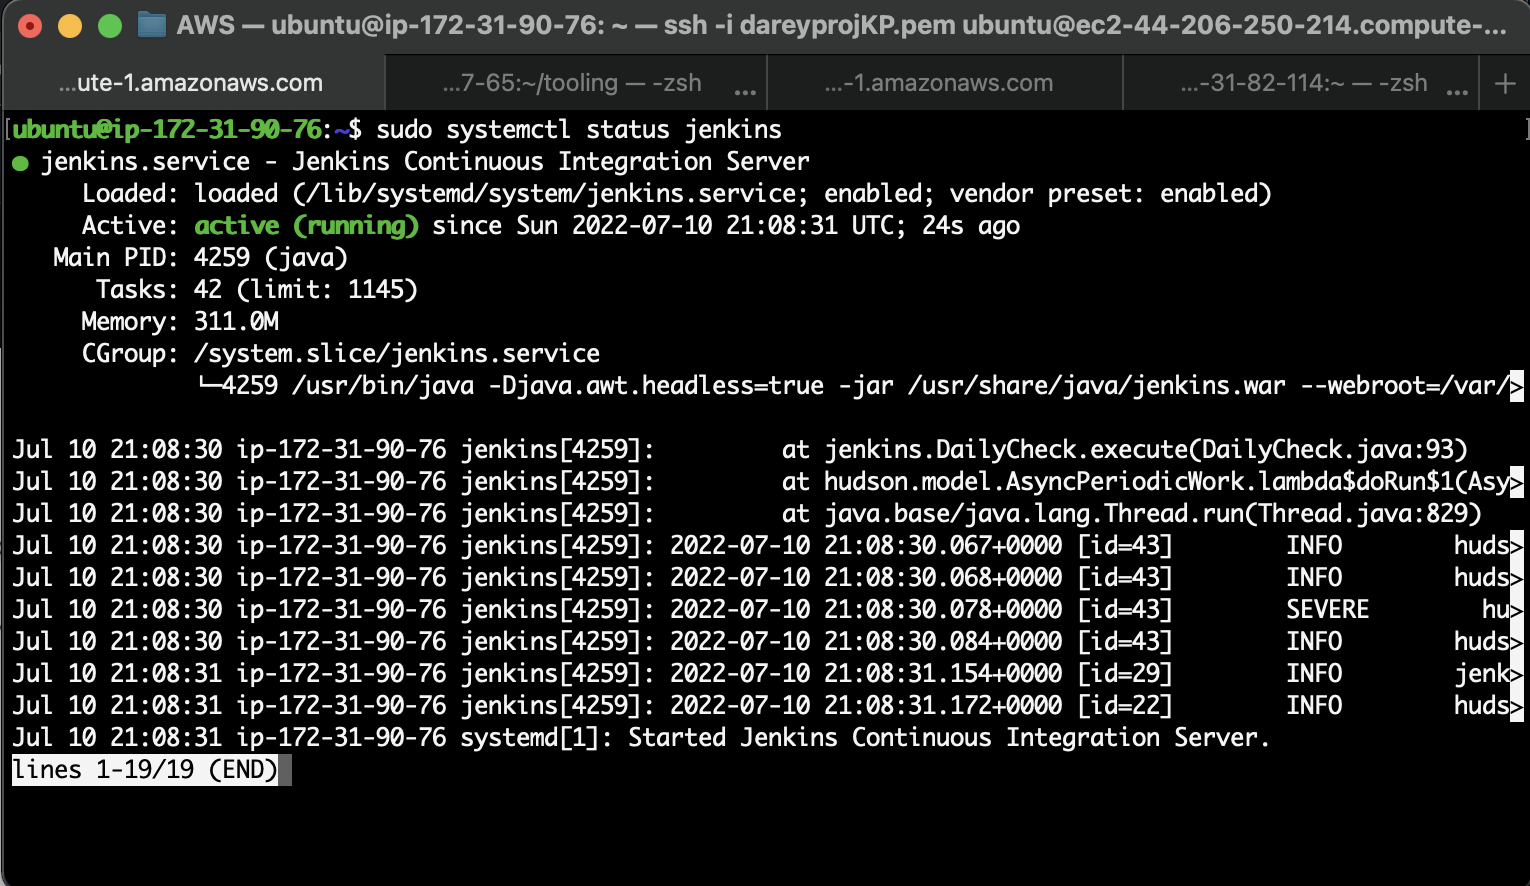 AWS — ubuntu@ip-172-31-90-76: ~ — ssh -i dareyprojKP.pem ubuntu@ec2-44-206-250-214.compute-...
...ute-1.amazonaws.com ...7-65:~/tooling — -zsh ... ...-1.amazonaws.com ...-31-82-114:~ — -zsh ... +
[ubuntu@ip-172-31-90-76:~$ sudo systemctl status jenkins ]
● jenkins.service - Jenkins Continuous Integration Server
Loaded: loaded (/lib/systemd/system/jenkins.service; enabled; vendor preset: enabled)
Active: active (running) since Sun 2022-07-10 21:08:31 UTC; 24s ago
Main PID: 4259 (java)
Tasks: 42 (limit: 1145)
Memory: 311.0M
CGroup: /system.slice/jenkins.service
└─4259 /usr/bin/java -Djava.awt.headless=true -jar /usr/share/java/jenkins.war --webroot=/var/>
Jul 10 21:08:30 ip-172-31-90-76 jenkins[4259]:         at jenkins.DailyCheck.execute(DailyCheck.java:93)
Jul 10 21:08:30 ip-172-31-90-76 jenkins[4259]:         at hudson.model.AsyncPeriodicWork.lambda$doRun$1(Asy>
Jul 10 21:08:30 ip-172-31-90-76 jenkins[4259]:         at java.base/java.lang.Thread.run(Thread.java:829)
Jul 10 21:08:30 ip-172-31-90-76 jenkins[4259]: 2022-07-10 21:08:30.067+0000 [id=43]        INFO        huds>
Jul 10 21:08:30 ip-172-31-90-76 jenkins[4259]: 2022-07-10 21:08:30.068+0000 [id=43]        INFO        huds>
Jul 10 21:08:30 ip-172-31-90-76 jenkins[4259]: 2022-07-10 21:08:30.078+0000 [id=43]        SEVERE        hu>
Jul 10 21:08:30 ip-172-31-90-76 jenkins[4259]: 2022-07-10 21:08:30.084+0000 [id=43]        INFO        huds>
Jul 10 21:08:31 ip-172-31-90-76 jenkins[4259]: 2022-07-10 21:08:31.154+0000 [id=29]        INFO        jenk>
Jul 10 21:08:31 ip-172-31-90-76 jenkins[4259]: 2022-07-10 21:08:31.172+0000 [id=22]        INFO        huds>
Jul 10 21:08:31 ip-172-31-90-76 systemd[1]: Started Jenkins Continuous Integration Server.
lines 1-19/19 (END)